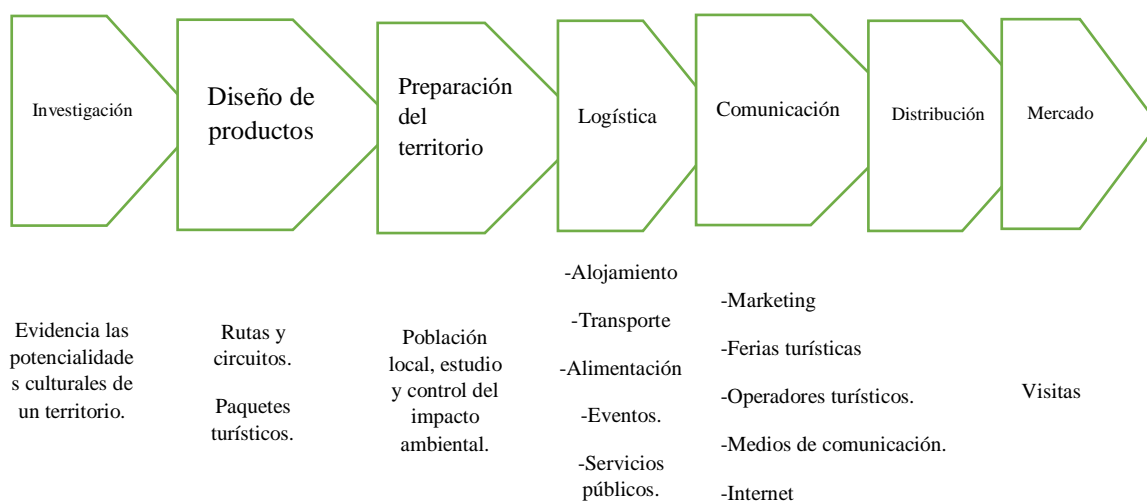 Investigación
Diseño de
productos
Preparación
del
territorio
Logística
Comunicación
Distribución
Mercado
Evidencia las
potencialidade
s culturales de
un territorio.
Rutas y
circuitos.
Paquetes
turísticos.
Población
local, estudio
y control del
impacto
ambiental.
-Alojamiento
-Transporte
-Alimentación
-Eventos.
-Servicios
públicos.
-Marketing
-Ferias turísticas
-Operadores turísticos.
-Medios de comunicación.
-Internet
Visitas